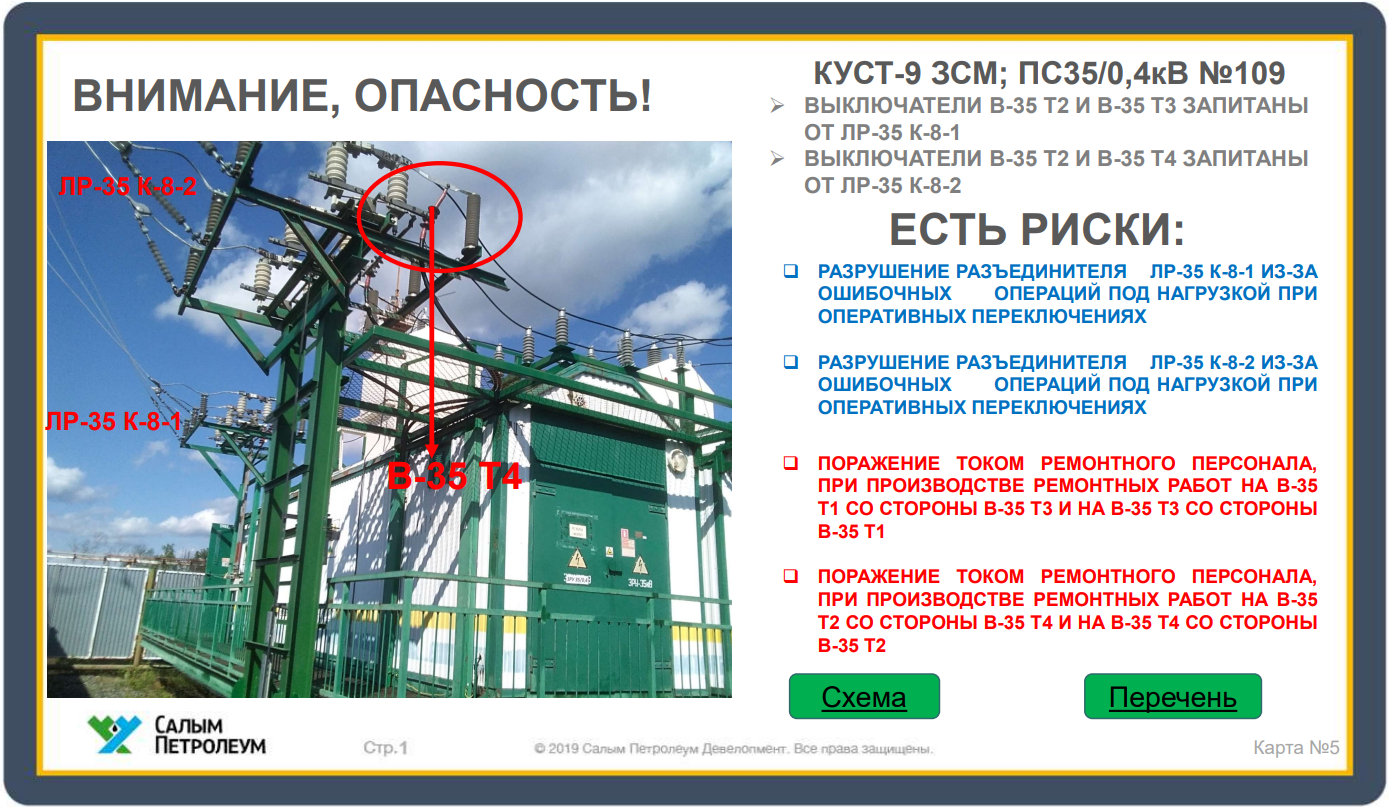 ВНИМАНИЕ, ОПАСНОСТЬ!
ЛР-35 К-8-2
ЛР-35 К-8-1
В-35 Т4
ЗРУ-35кВ
КУСТ-9 ЗСМ; ПС35/0,4кВ №109
ВЫКЛЮЧАТЕЛИ В-35 Т2 И В-35 Т3 ЗАПИТАНЫ
ОТ ЛР-35 К-8-1
ВЫКЛЮЧАТЕЛИ В-35 Т2 И В-35 Т4 ЗАПИТАНЫ
ОТ ЛР-35 К-8-2
ЕСТЬ РИСКИ:
РАЗРУШЕНИЕ РАЗЪЕДИНИТЕЛЯ ЛР-35 К-8-1 ИЗ-ЗА
ОШИБОЧНЫХ ОПЕРАЦИЙ ПОД НАГРУЗКОЙ ПРИ
ОПЕРАТИВНЫХ ПЕРЕКЛЮЧЕНИЯХ
РАЗРУШЕНИЕ РАЗЪЕДИНИТЕЛЯ ЛР-35 К-8-2 ИЗ-ЗА
ОШИБОЧНЫХ ОПЕРАЦИЙ ПОД НАГРУЗКОЙ ПРИ
ОПЕРАТИВНЫХ ПЕРЕКЛЮЧЕНИЯХ
ПОРАЖЕНИЕ ТОКОМ РЕМОНТНОГО ПЕРСОНАЛА,
ПРИ ПРОИЗВОДСТВЕ РЕМОНТНЫХ РАБОТ НА В-35
Т1 СО СТОРОНЫ В-35 Т3 И НА В-35 Т3 СО СТОРОНЫ
В-35 Т1
ПОРАЖЕНИЕ ТОКОМ РЕМОНТНОГО ПЕРСОНАЛА,
ПРИ ПРОИЗВОДСТВЕ РЕМОНТНЫХ РАБОТ НА В-35
Т2 СО СТОРОНЫ В-35 Т4 И НА В-35 Т4 СО СТОРОНЫ
В-35 Т2
Схема
Перечень
САЛЫМ
ПЕТРОЛЕУМ
Стр.1
© 2019 Салым Петролеум Девелопмент. Все права защищены.
Карта №5